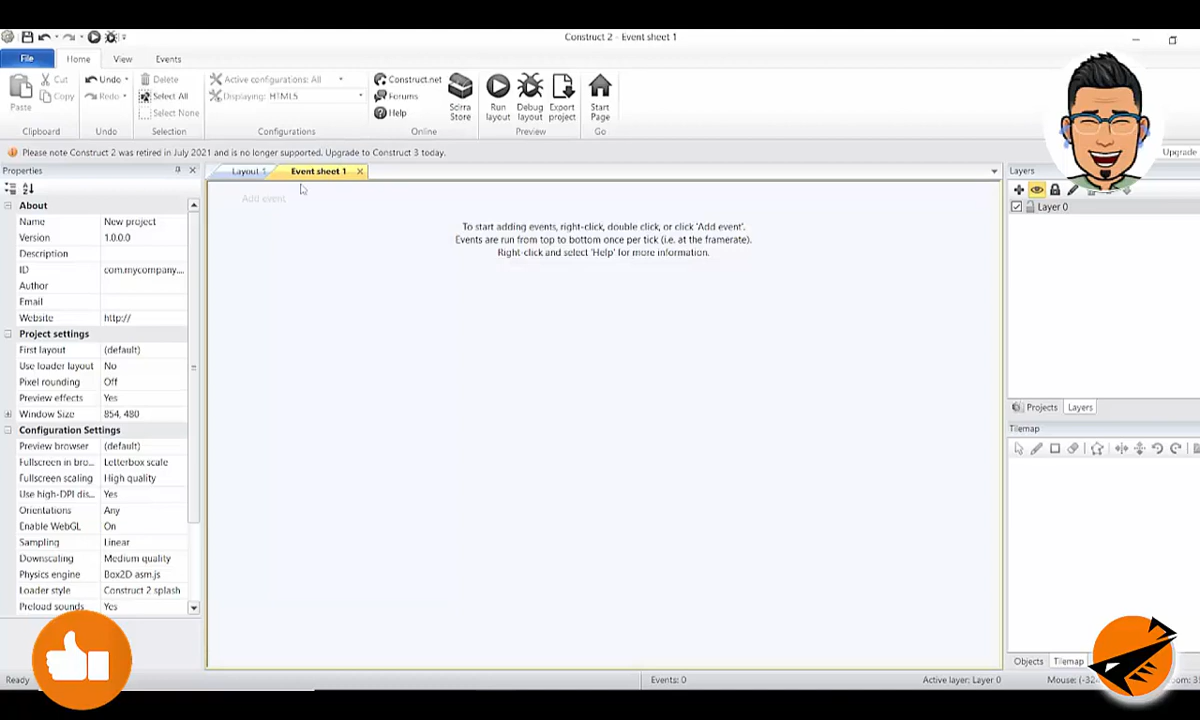 Construct 2 - Event sheet 1
File Home View Events
Paste Cut Copy Undo Redo Delete Select All Select None Active configurations: All Displaying: HTML5 Construct.net Forums Help Scirra Store Run layout Debug layout Export project Start Page
Clipboard Undo Selection Configurations Online Preview Go
Please note Construct 2 was retired in July 2021 and is no longer supported. Upgrade to Construct 3 today. Upgrade
Properties
Layout 1 Event sheet 1
Layers
Layer 0
Add event
To start adding events, right-click, double click, or click 'Add event'.
Events are run from top to bottom once per tick (i.e. at the framerate).
Right-click and select 'Help' for more information.
About
Name New project
Version 1.0.0.0
Description
ID com.mycompany....
Author
Email
Website http://
Project settings
First layout (default)
Use loader layout No
Pixel rounding Off
Preview effects Yes
Window Size 854, 480
Configuration Settings
Preview browser (default)
Fullscreen in bro... Letterbox scale
Fullscreen scaling High quality
Use high-DPI dis... Yes
Orientations Any
Enable WebGL On
Sampling Linear
Downscaling Medium quality
Physics engine Box2D asm.js
Loader style Construct 2 splash
Preload sounds Yes
Projects Layers
Tilemap
Objects Tilemap
Ready Events: 0 Active layer: Layer 0